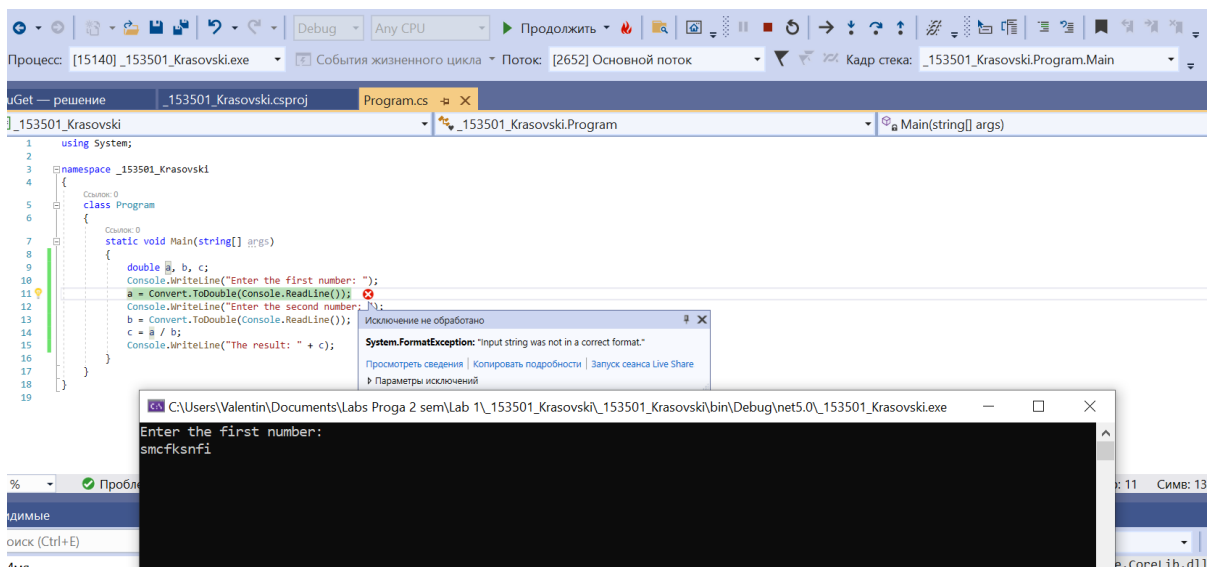 Debug Any CPU Продолжить
Процесс: [15140] _153501_Krasovski.exe События жизненного цикла Поток: [2652] Основной поток Кадр стека: _153501_Krasovski.Program.Main
uGet — решение _153501_Krasovski.csproj Program.cs
_153501_Krasovski _153501_Krasovski.Program Main(string[] args)
1 using System;
2
3 namespace _153501_Krasovski
4 {
Ссылок: 0
5 class Program
6 {
Ссылок: 0
7 static void Main(string[] args)
8 {
9 double a, b, c;
10 Console.WriteLine("Enter the first number: ");
11 a = Convert.ToDouble(Console.ReadLine());
12 Console.WriteLine("Enter the second number: ");
13 b = Convert.ToDouble(Console.ReadLine());
14 c = a / b;
15 Console.WriteLine("The result: " + c);
16 }
17 }
18 }
19
Исключение не обработано
System.FormatException: "Input string was not in a correct format."
Просмотреть сведения | Копировать подробности | Запуск сеанса Live Share
Параметры исключений
C:\Users\Valentin\Documents\Labs Proga 2 sem\Lab 1\_153501_Krasovski\_153501_Krasovski\bin\Debug\net5.0\_153501_Krasovski.exe
Enter the first number:
smcfksnfi
% Пробле : 11 Симв: 13
идимые
оиск (Ctrl+E)
e.CoreLib.dll